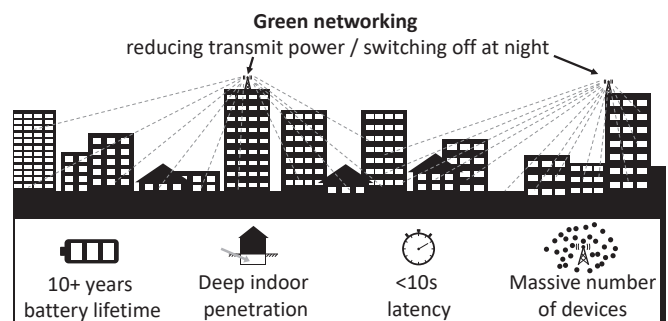 Green networking
reducing transmit power / switching off at night
10+ years
battery lifetime
Deep indoor
penetration
<10s
latency
Massive number
of devices